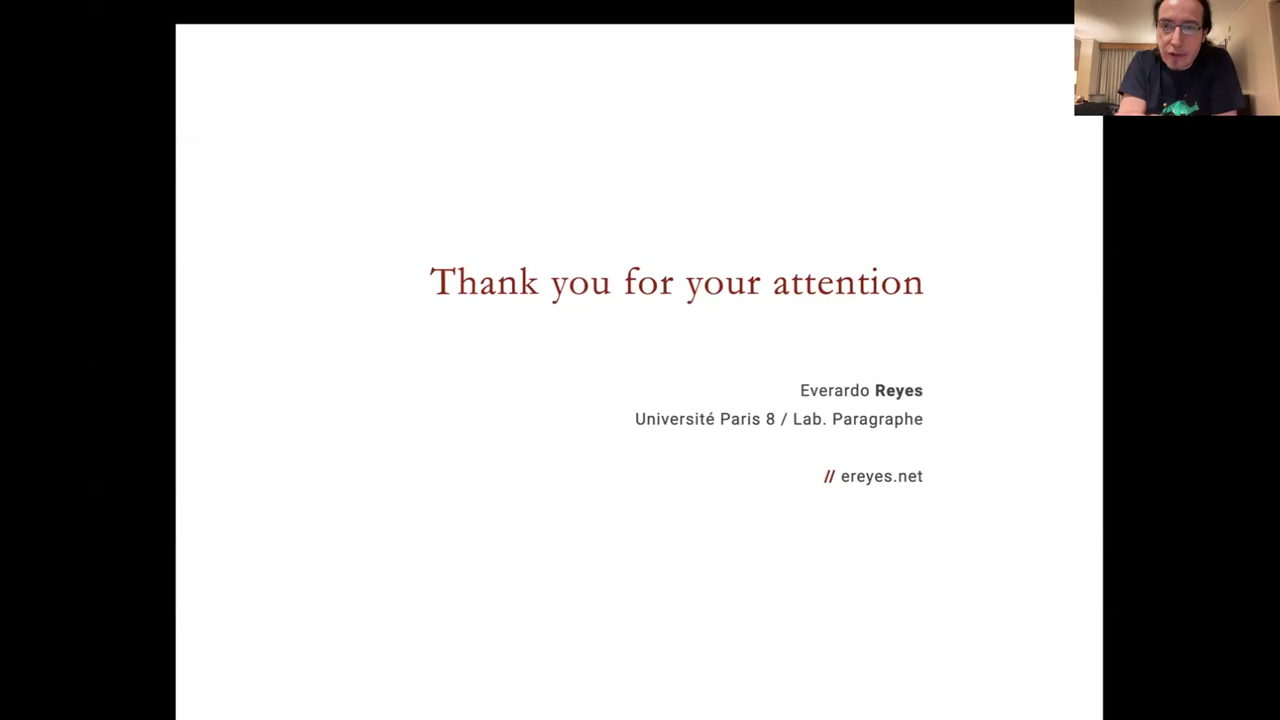 Thank you for your attention
Everardo Reyes
Université Paris 8 / Lab. Paragraphe
// ereyes.net